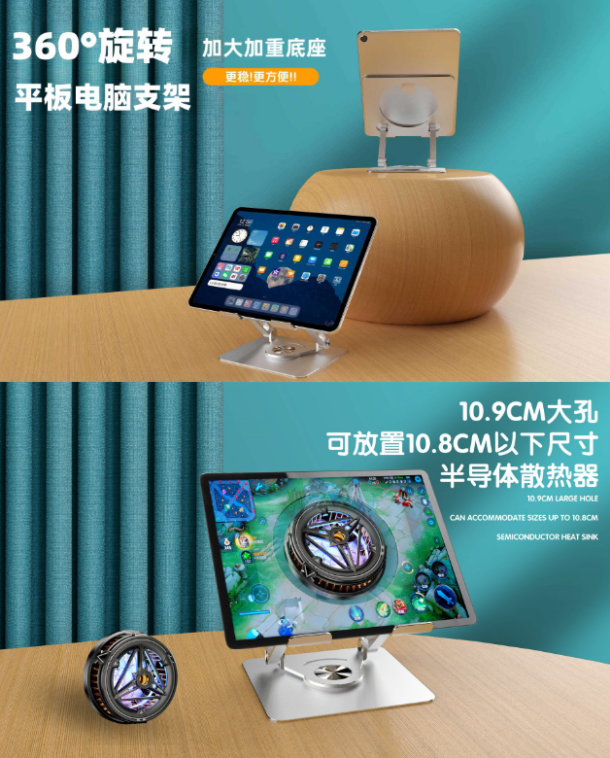 360°旋转
平板电脑支架
加大加重底座
更稳!更方便!!
10.9CM大孔
可放置10.8CM以下尺寸
半导体散热器
10.9CM LARGE HOLE
CAN ACCOMMODATE SIZES UP TO 10.8CM
SEMICONDUCTOR HEAT SINK